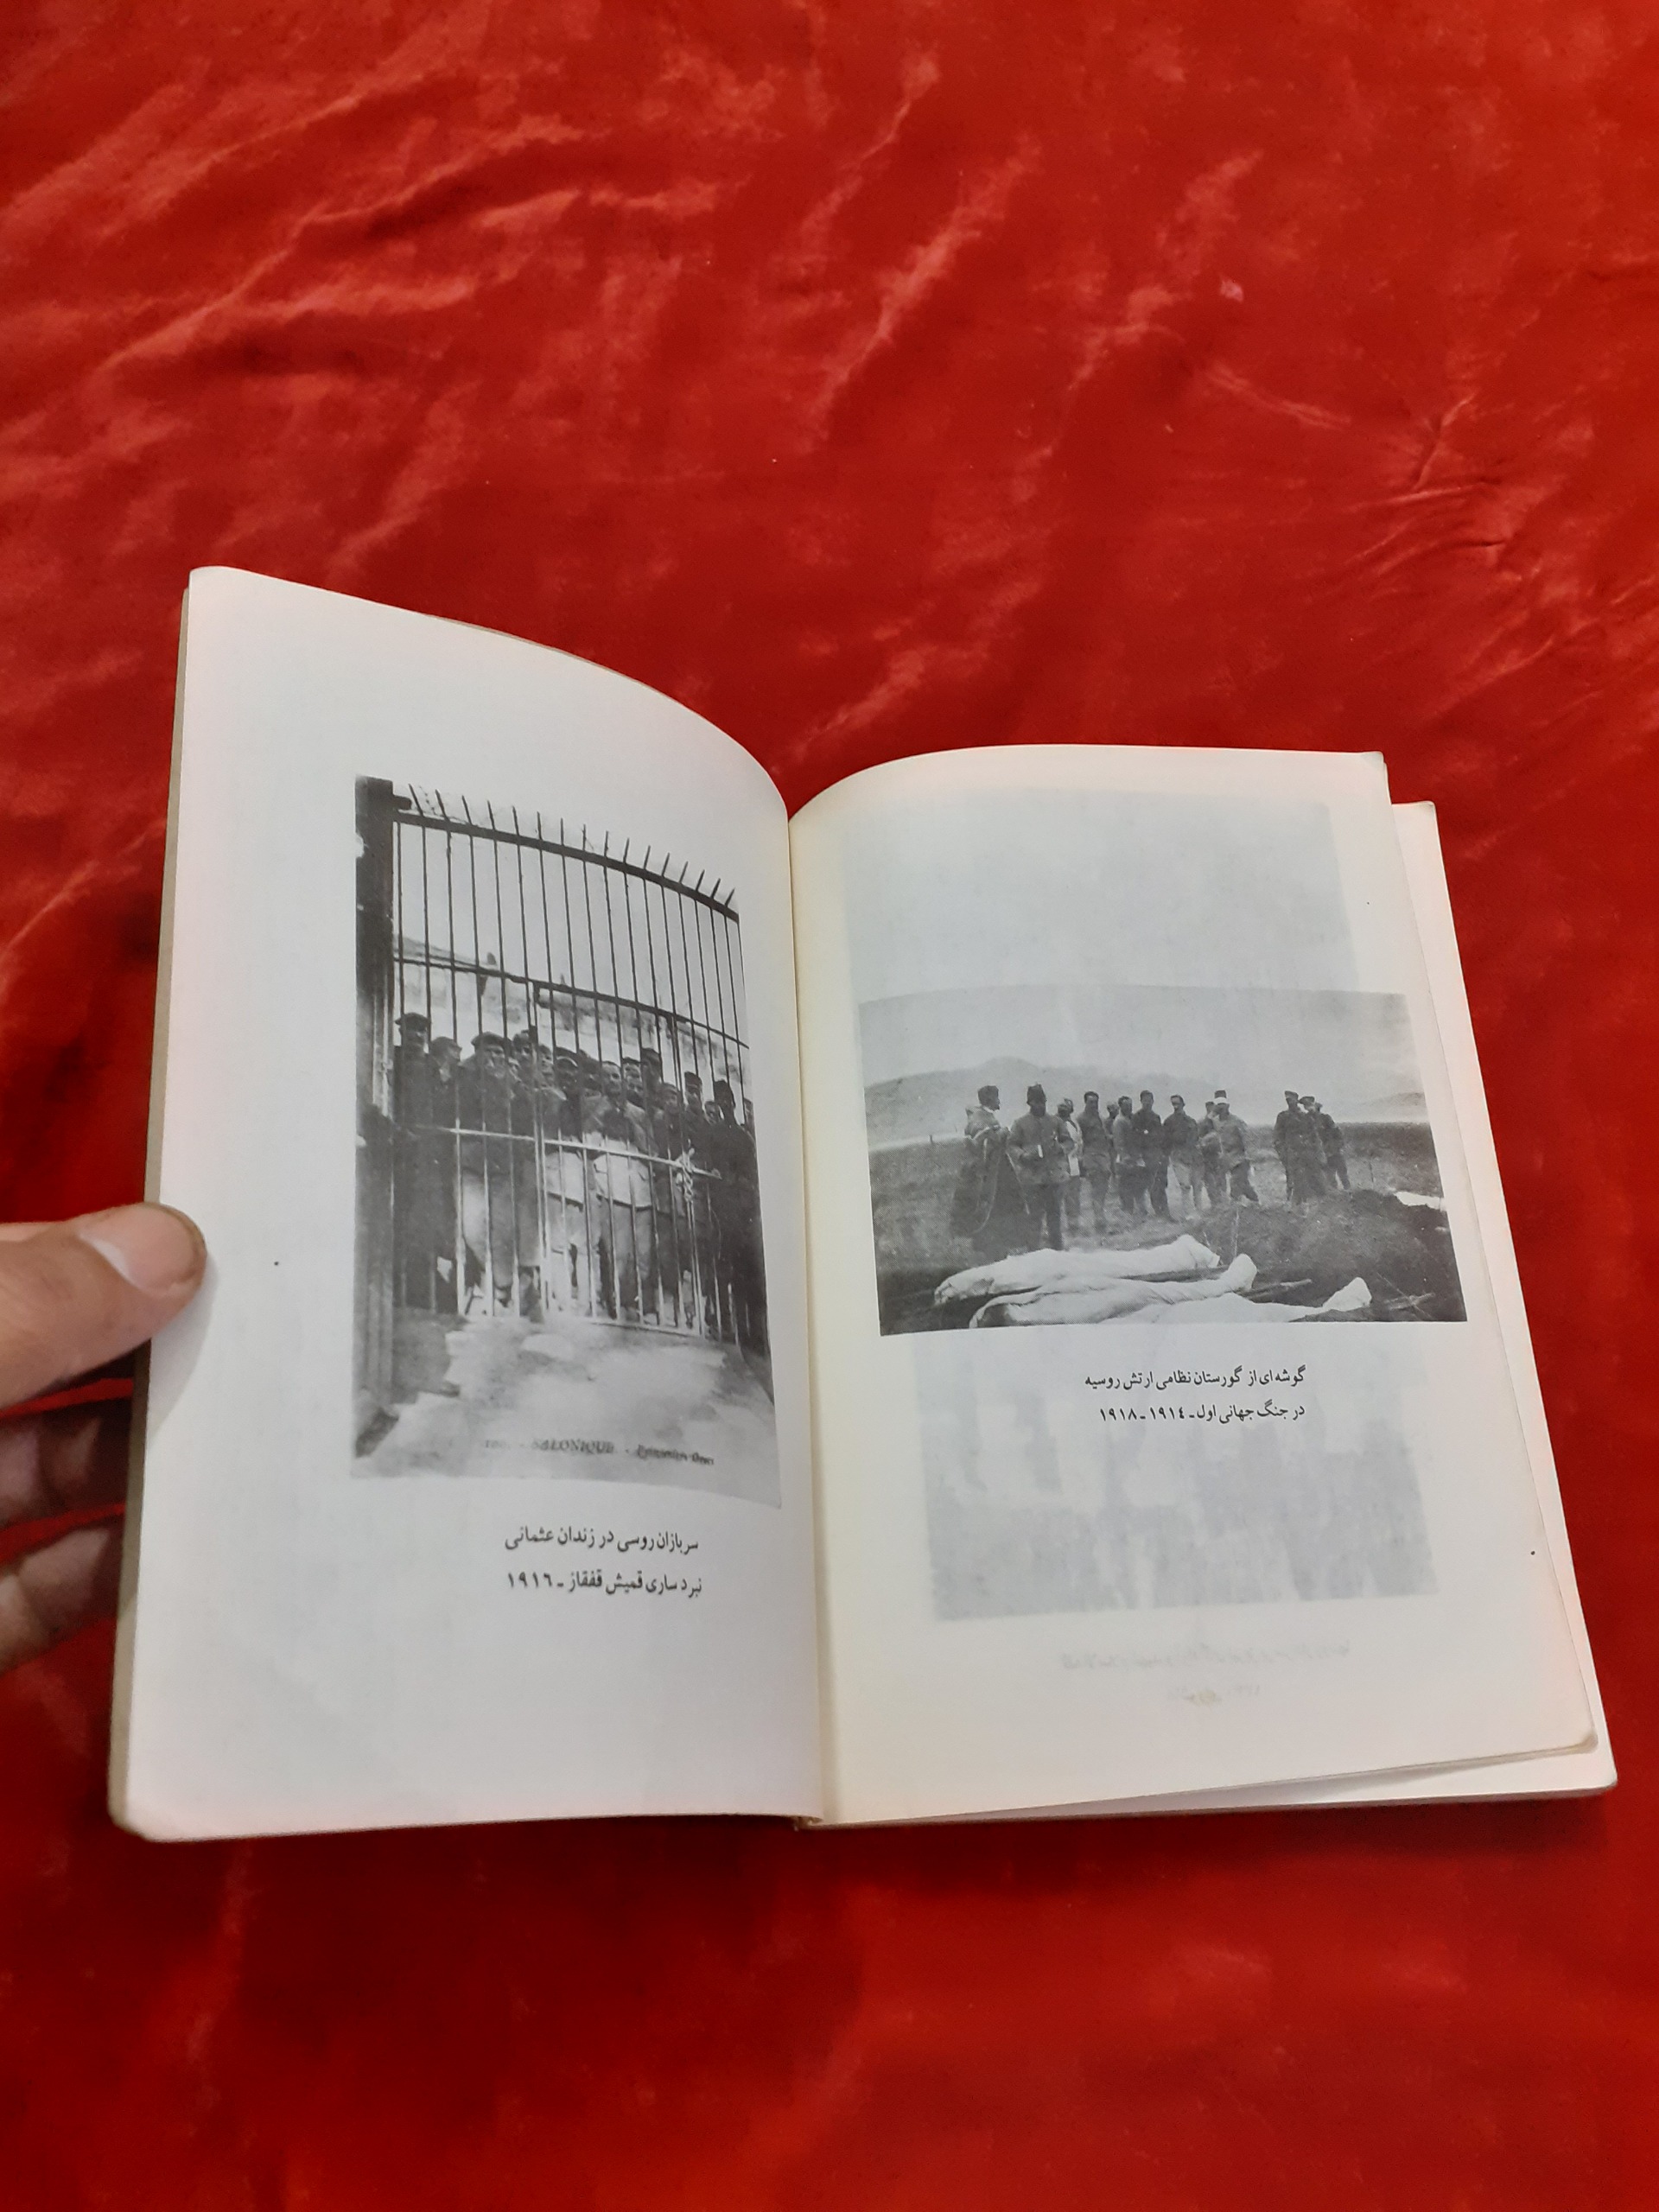 گوشه‌ای از گورستان نظامی ارتش روسیه
در جنگ جهانی اول ـ ۱۹۱۴ ـ ۱۹۱۸
SALONIQUE. -
سربازان روسی در زندان عثمانی
نبرد ساری قمیش قفقاز ـ ۱۹۱۶